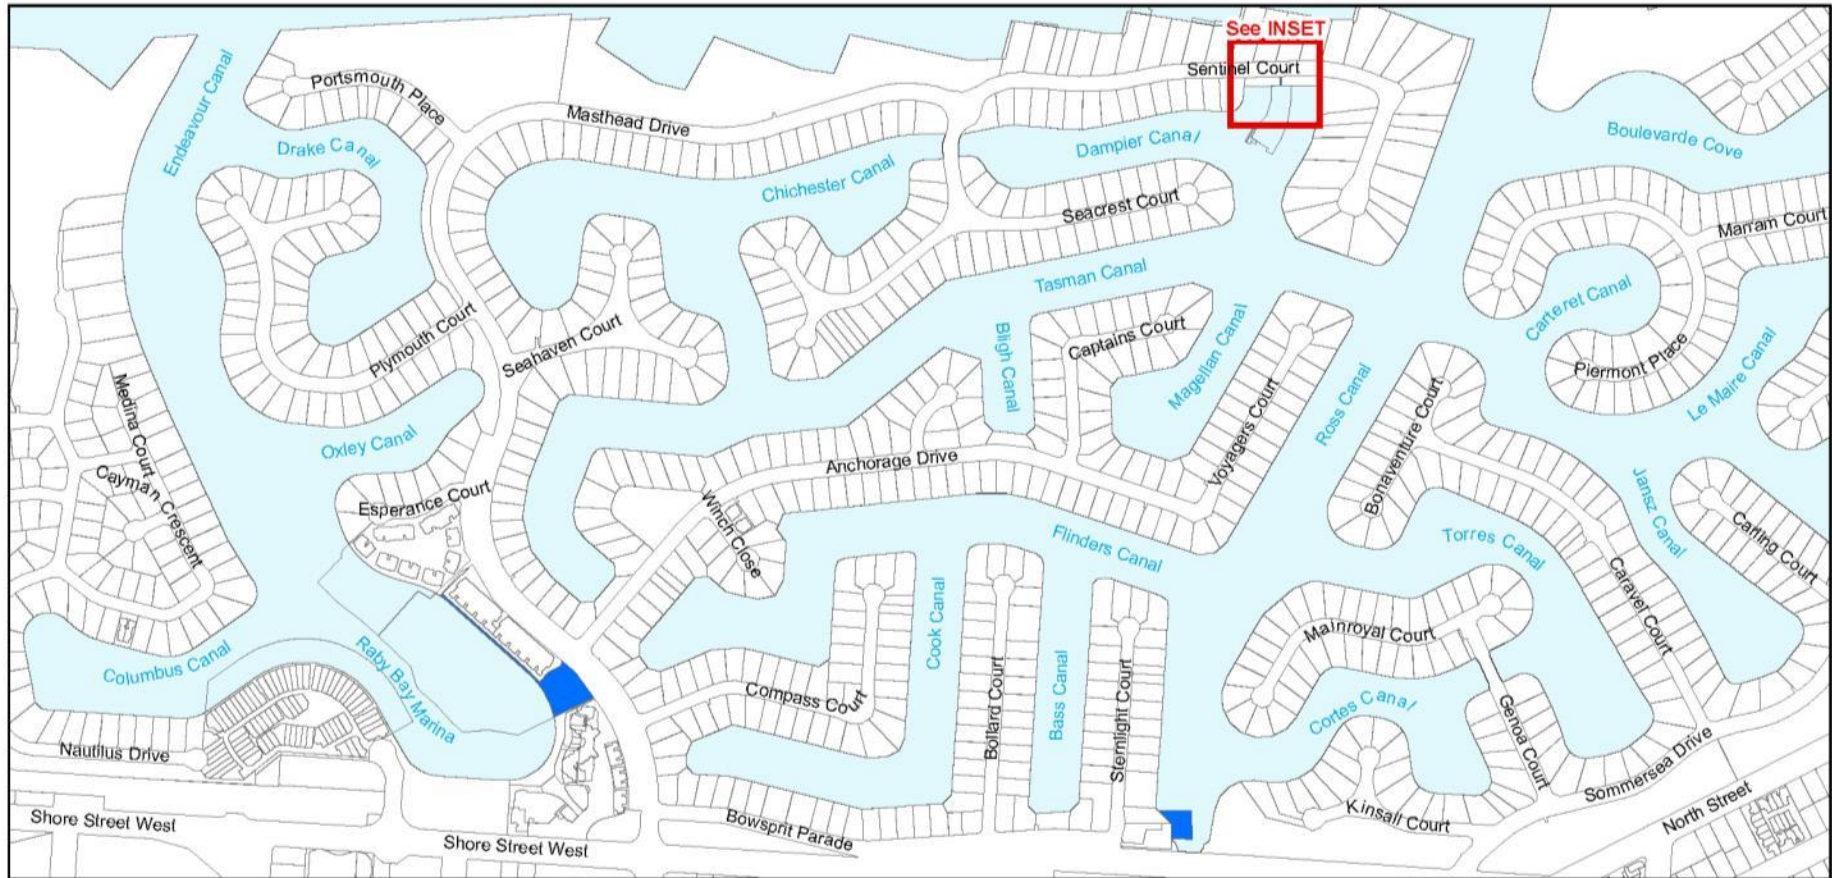 See INSET
Sentinel Court
Endeavour Canal
Portsmouth Place
Masthead Drive
Drake Canal
Dampier Canal
Boulevarde Cove
Chichester Canal
Seacrest Court
Marram Court
Tasman Canal
Carteret Canal
Plymouth Court
Seahaven Court
Bligh Canal
Captains Court
Magellan Canal
Piermont Place
Le Maire Canal
Medina Court
Voyagers Court
Ross Canal
Bonaventure Court
Oxley Canal
Anchorage Drive
Cayman Crescent
Esperance Court
Winch Close
Flinders Canal
Torres Canal
Jansz Canal
Carling Court
Caravel Court
Cook Canal
Mainroyal Court
Columbus Canal
Raby Bay Marina
Compass Court
Bollard Court
Bass Canal
Sternlight Court
Cortes Canal
Genoa Court
Nautilus Drive
Sommersea Drive
Kinsail Court
North Street
Shore Street West
Shore Street West
Bowsprit Parade